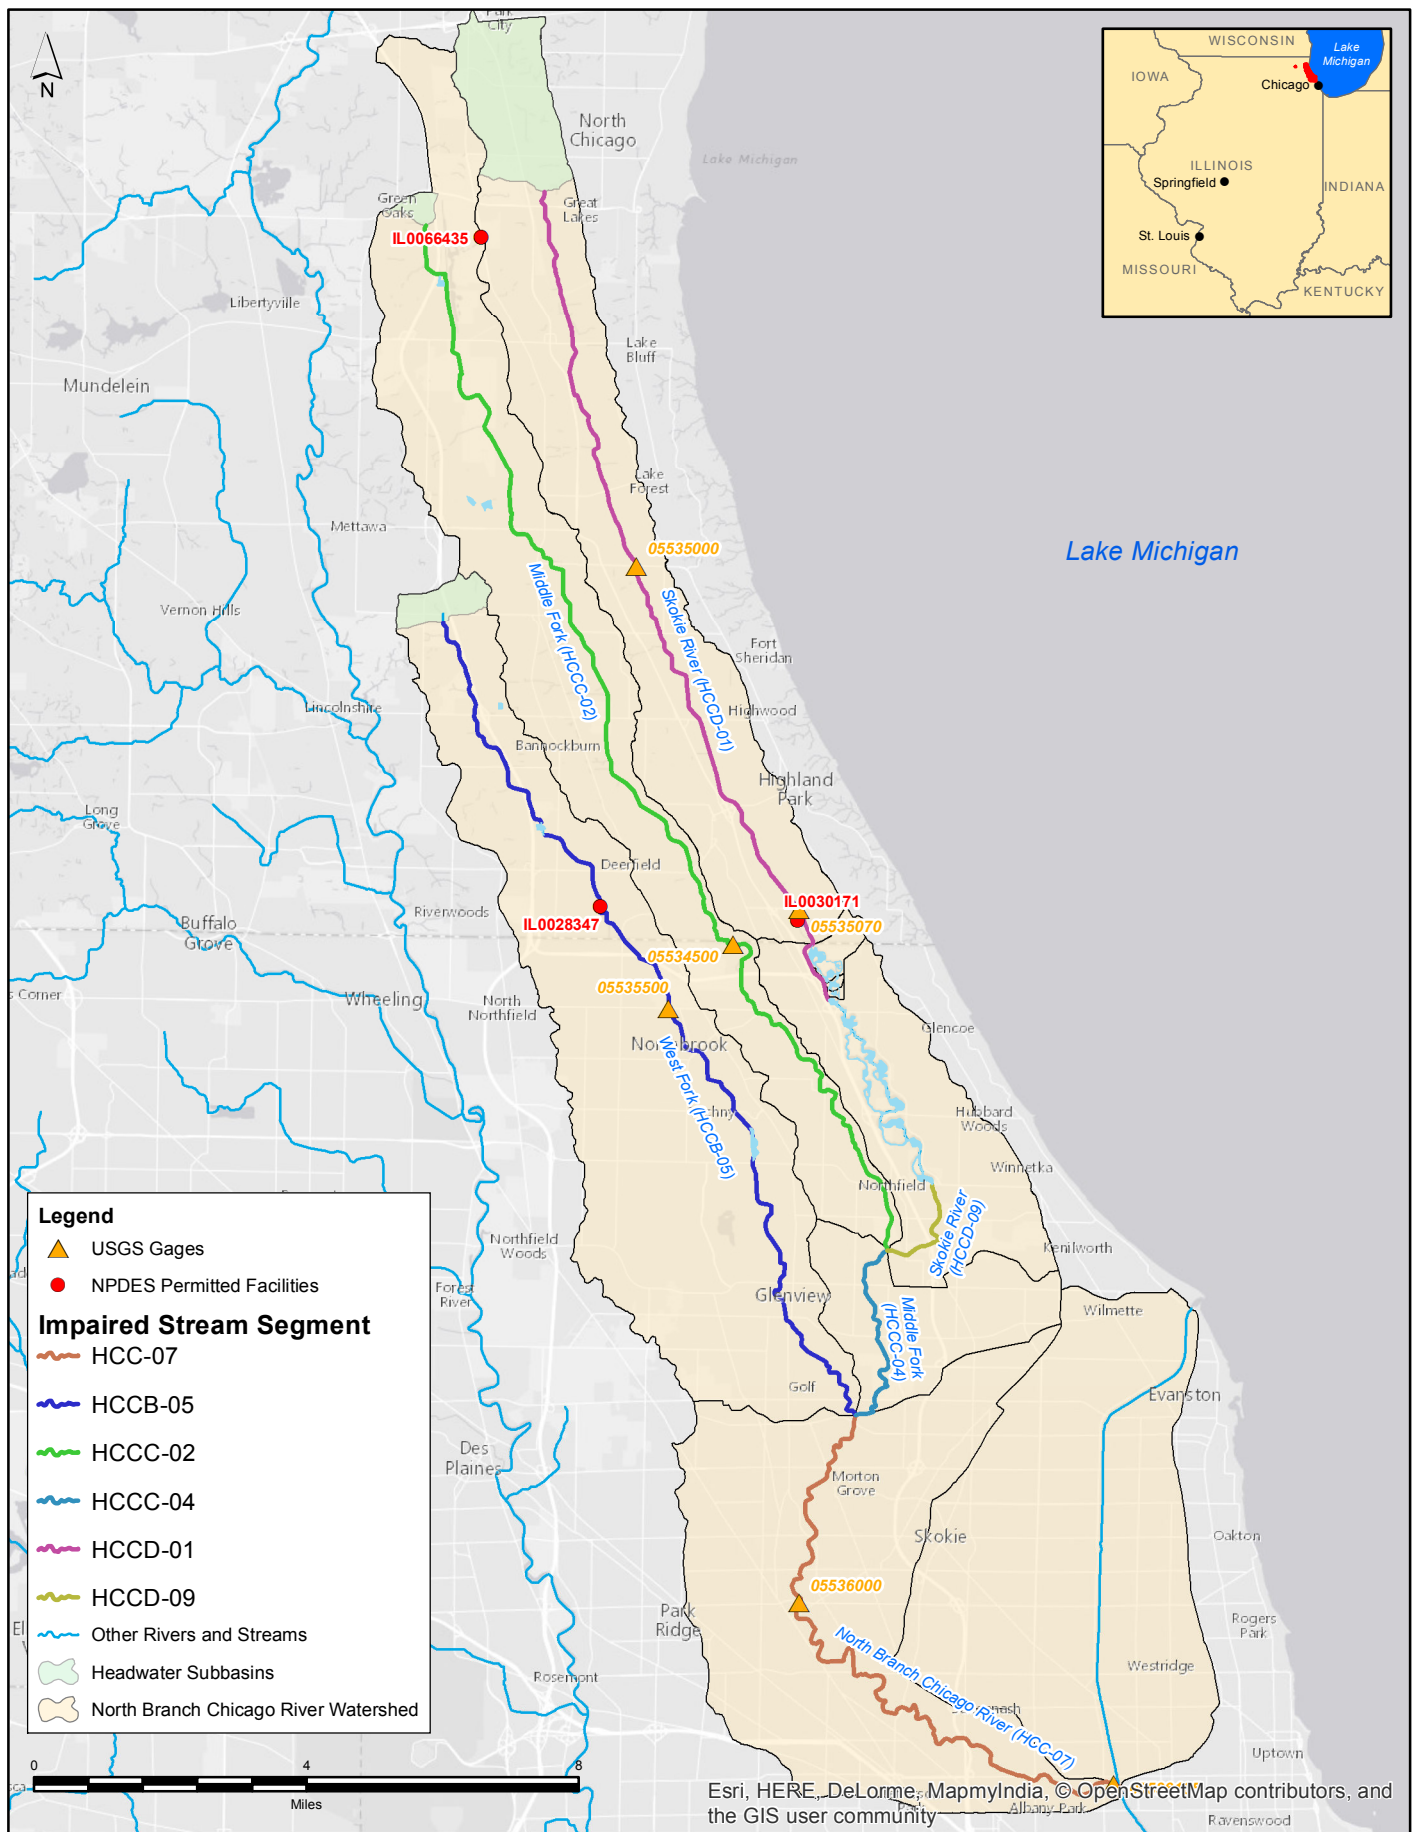 Park
City
N
North
Chicago
Lake Michigan
WISCONSIN
Lake
Michigan
IOWA
Chicago
ILLINOIS
Springfield
INDIANA
St. Louis
MISSOURI
KENTUCKY
Green
Oaks
Great
Lakes
IL0066435
Libertyville
Lake
Bluff
Mundelein
Lake
Forest
Mettawa
05535000
Lake Michigan
Middle Fork (HCCC-02)
Skokie River (HCCD-01)
Vernon Hills
Fort
Sheridan
Lincolnshire
Highwood
Bannockburn
Highland
Park
Long
Grove
Deerfield
IL0030171
Riverwoods
IL0028347
05535070
Buffalo
Grove
05534500
05535500
Corner
Wheeling
North
Northfield
Glencoe
West Fork (HCCB-05)
Hubbard
Woods
Winnetka
Northfield
Skokie River
(HCCD-09)
Kenilworth
Northfield
Woods
Forest
River
Glenview
Middle Fork
(HCCC-04)
Wilmette
Golf
Evanston
Des
Plaines
Morton
Grove
Skokie
Oakton
05536000
Park
Ridge
Rogers
Park
North Branch Chicago River (HCC-07)
Westridge
Rosemont
Uptown
Albany Park
Ravenswood
Legend
USGS Gages
NPDES Permitted Facilities
Impaired Stream Segment
HCC-07
HCCB-05
HCCC-02
HCCC-04
HCCD-01
HCCD-09
Other Rivers and Streams
Headwater Subbasins
North Branch Chicago River Watershed
0 4 8
Miles
Esri, HERE, DeLorme, MapmyIndia, © OpenStreetMap contributors, and
the GIS user community